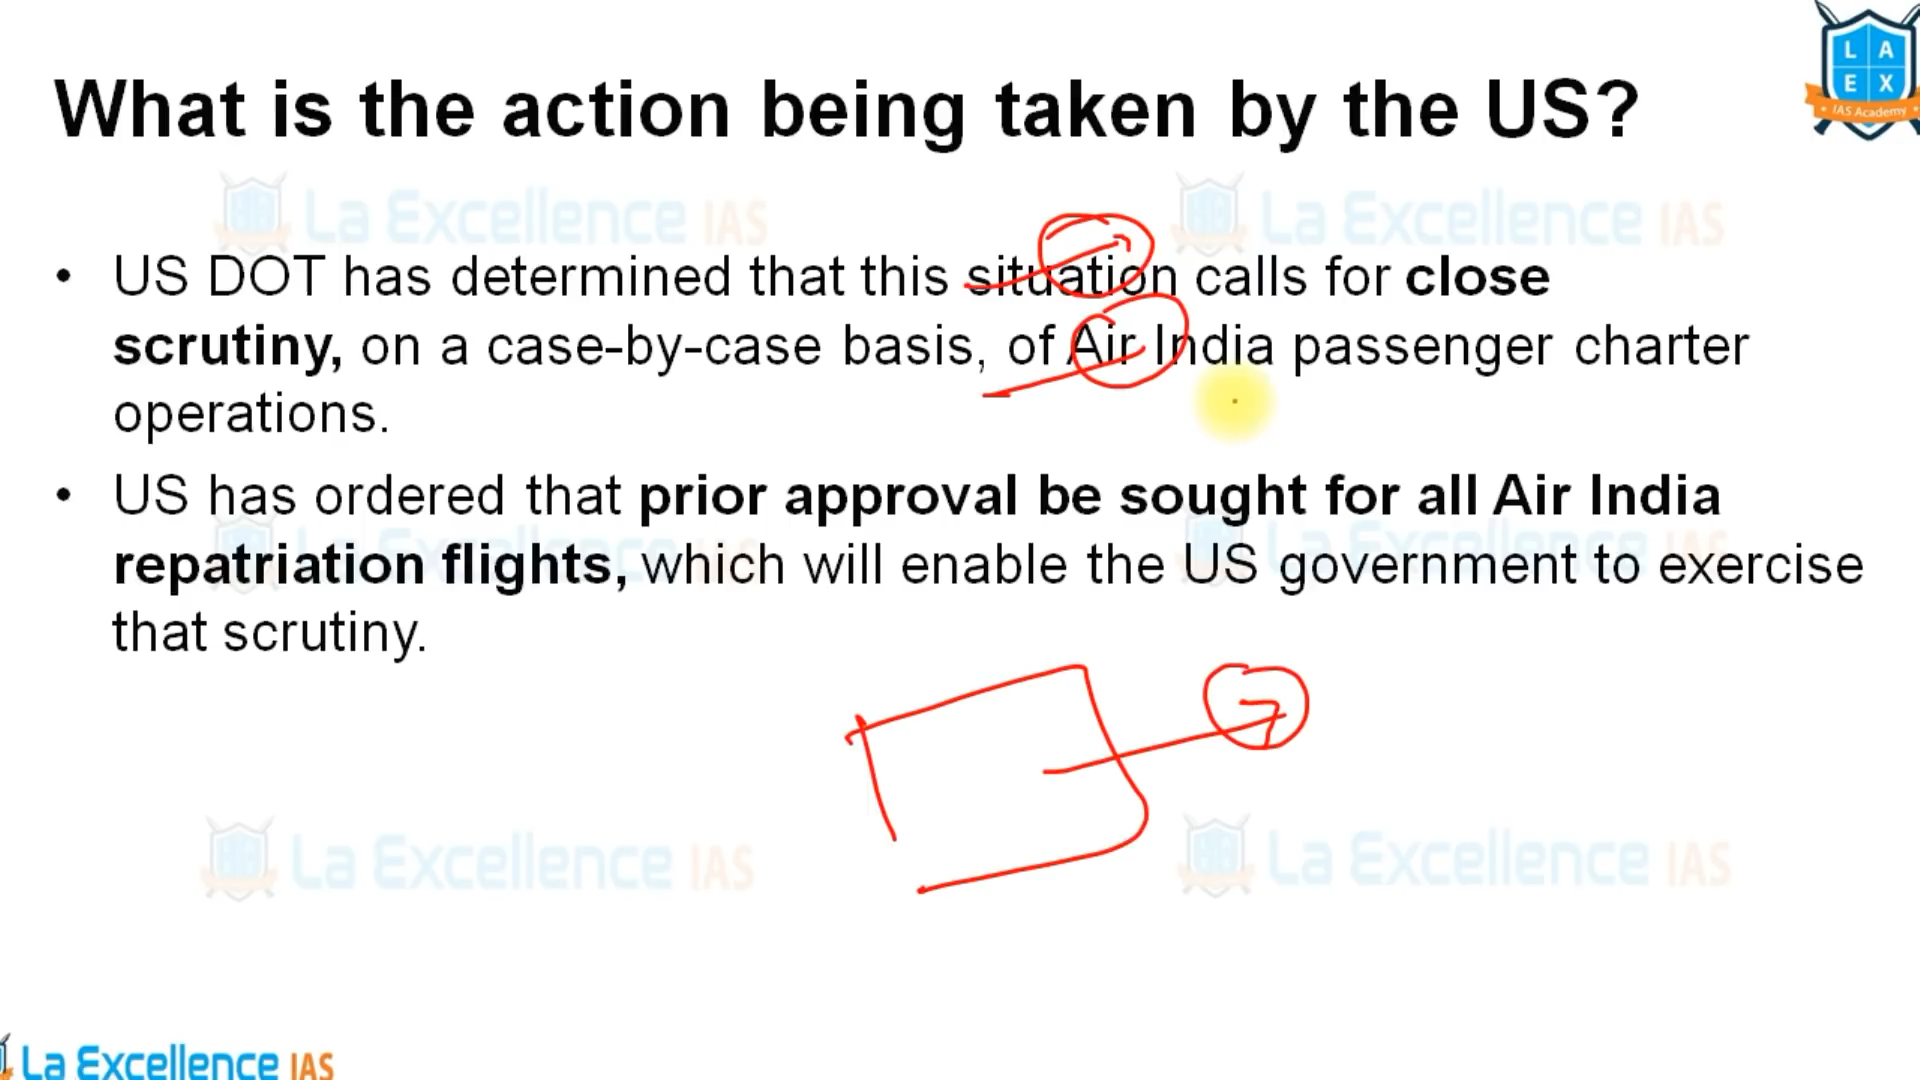 What is the action being taken by the US?
L A
E X
IAS Academy
La Excellence IAS
La Excellence IAS
• US DOT has determined that this situation calls for close
scrutiny, on a case-by-case basis, of Air India passenger charter
operations.
• US has ordered that prior approval be sought for all Air India
repatriation flights, which will enable the US government to exercise
that scrutiny.
7
La Excellence IAS
La Excellence IAS
La Excellence IAS